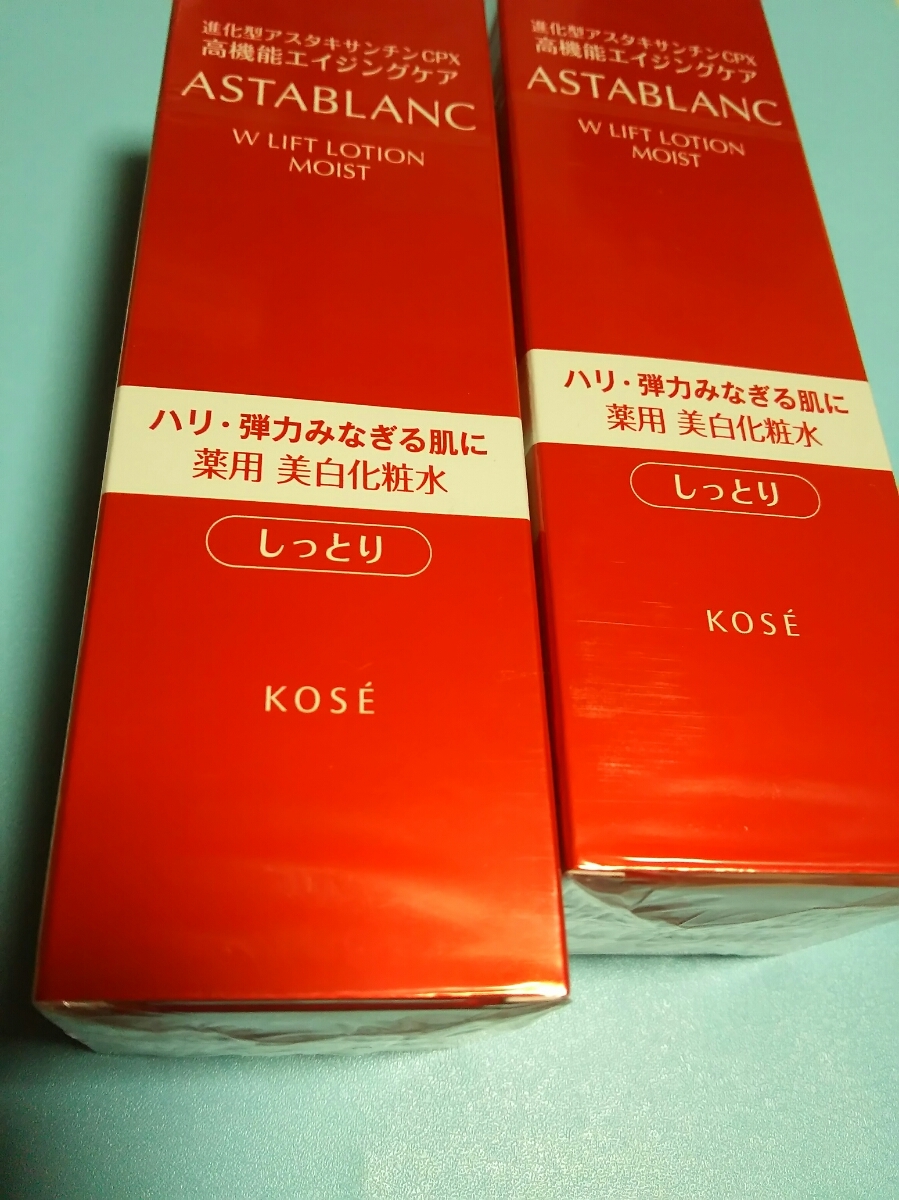 進化型アスタキサンチンCPX
高機能エイジングケア
ASTABLANC
W LIFT LOTION
MOIST
ハリ・弾力みなぎる肌に
薬用 美白化粧水
しっとり
KOSÉ
進化型アスタキサンチンCPX
高機能エイジングケア
ASTABLANC
W LIFT LOTION
MOIST
ハリ・弾力みなぎる肌に
薬用 美白化粧水
しっとり
KOSÉ